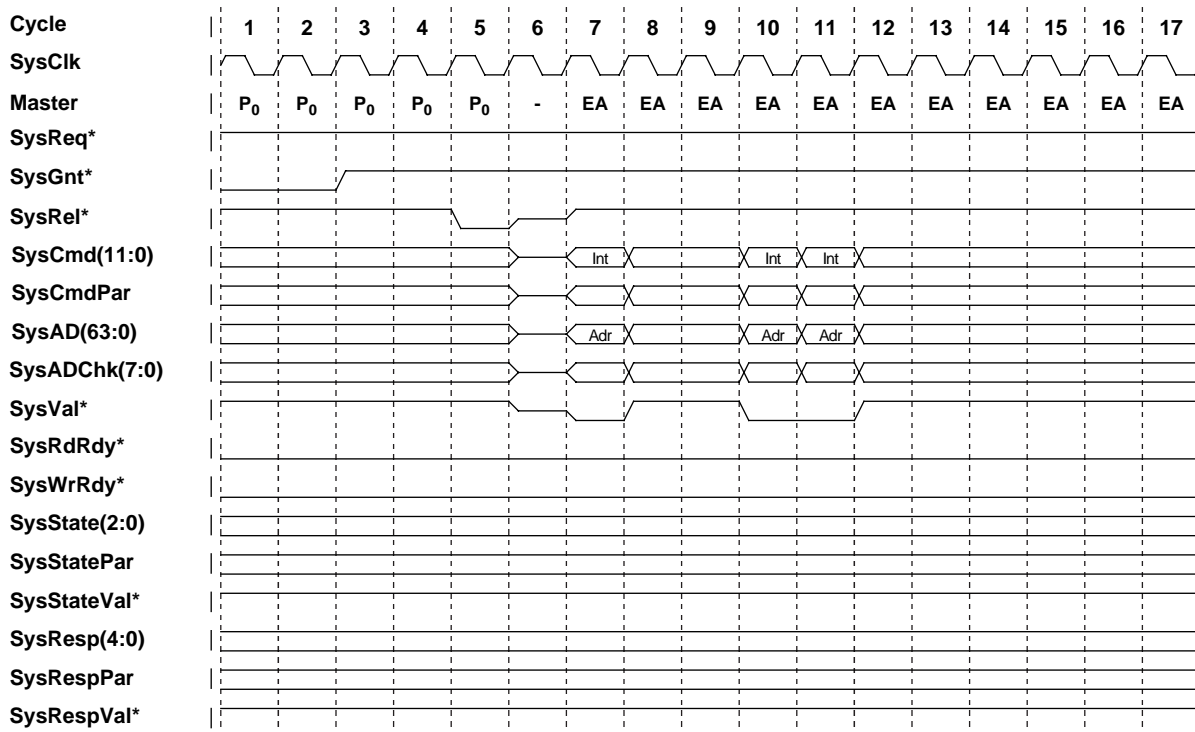 Cycle | 1 2 3 4 5 6 7 8 9 10 11 12 13 14 15 16 17
SysClk |
Master | P0 P0 P0 P0 P0 - EA EA EA EA EA EA EA EA EA EA EA
SysReq* |
SysGnt* |
SysRel* |
SysCmd(11:0) | Int Int Int
SysCmdPar |
SysAD(63:0) | Adr Adr Adr
SysADChk(7:0) |
SysVal* |
SysRdRdy* |
SysWrRdy* |
SysState(2:0) |
SysStatePar |
SysStateVal* |
SysResp(4:0) |
SysRespPar |
SysRespVal* |